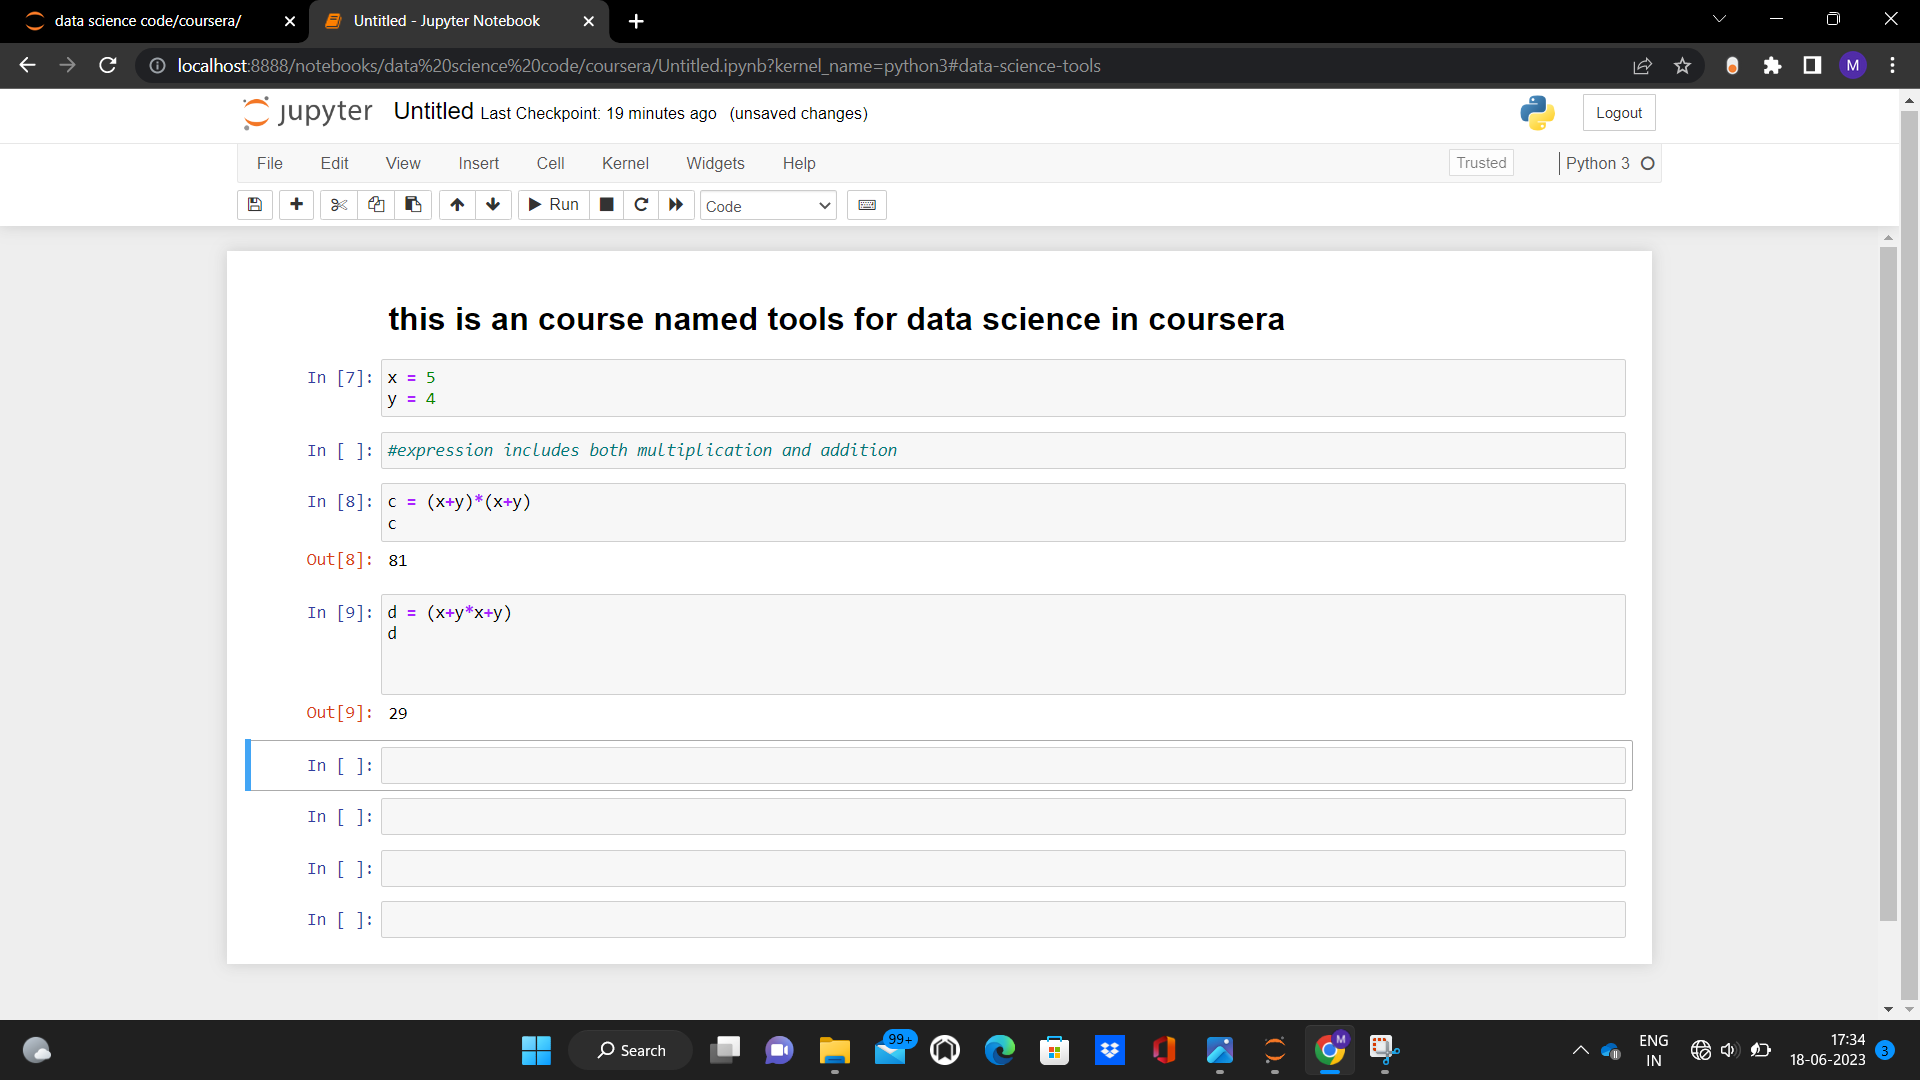 data science code/coursera/
Untitled - Jupyter Notebook
localhost:8888/notebooks/data%20science%20code/coursera/Untitled.ipynb?kernel_name=python3#data-science-tools
M
jupyter Untitled Last Checkpoint: 19 minutes ago (unsaved changes)
Logout
File Edit View Insert Cell Kernel Widgets Help
Trusted
Python 3
Run
Code
this is an course named tools for data science in coursera
In [7]: x = 5
y = 4
In [ ]: #expression includes both multiplication and addition
In [8]: c = (x+y)*(x+y)
c
Out[8]: 81
In [9]: d = (x+y*x+y)
d
Out[9]: 29
In [ ]:
In [ ]:
In [ ]:
In [ ]:
Search
99+
M
ENG
IN
17:34
18-06-2023
3